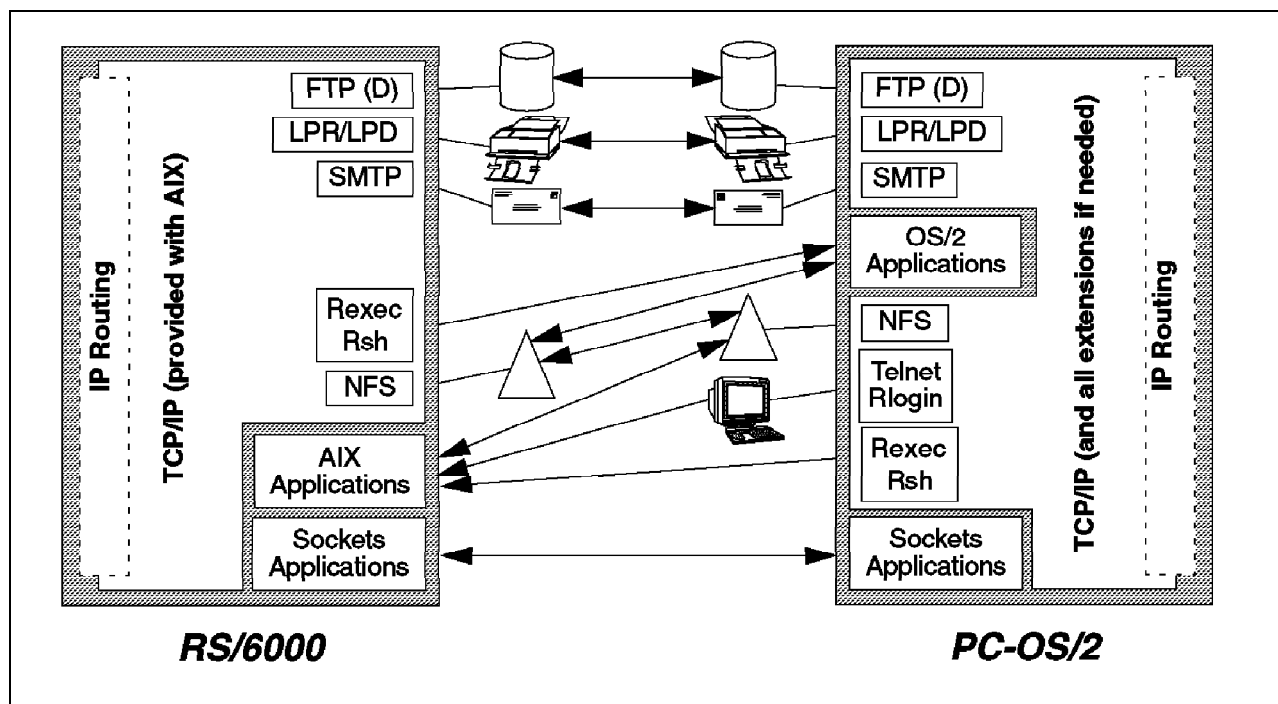 IP Routing
TCP/IP (provided with AIX)
FTP (D)
LPR/LPD
SMTP
Rexec
Rsh
NFS
AIX
Applications
Sockets
Applications
RS/6000
FTP (D)
LPR/LPD
SMTP
OS/2
Applications
NFS
Telnet
Rlogin
Rexec
Rsh
Sockets
Applications
TCP/IP (and all extensions if needed)
IP Routing
PC-OS/2